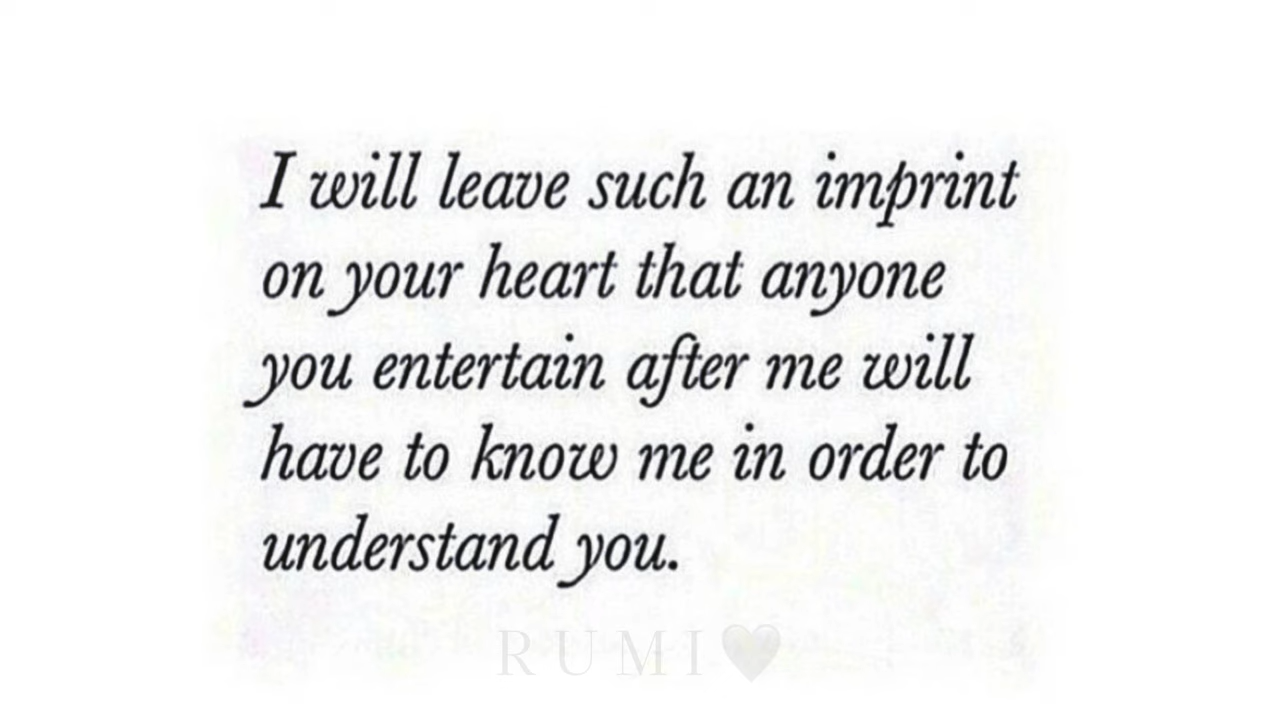 I will leave such an imprint
on your heart that anyone
you entertain after me will
have to know me in order to
understand you.
RUMI🤍